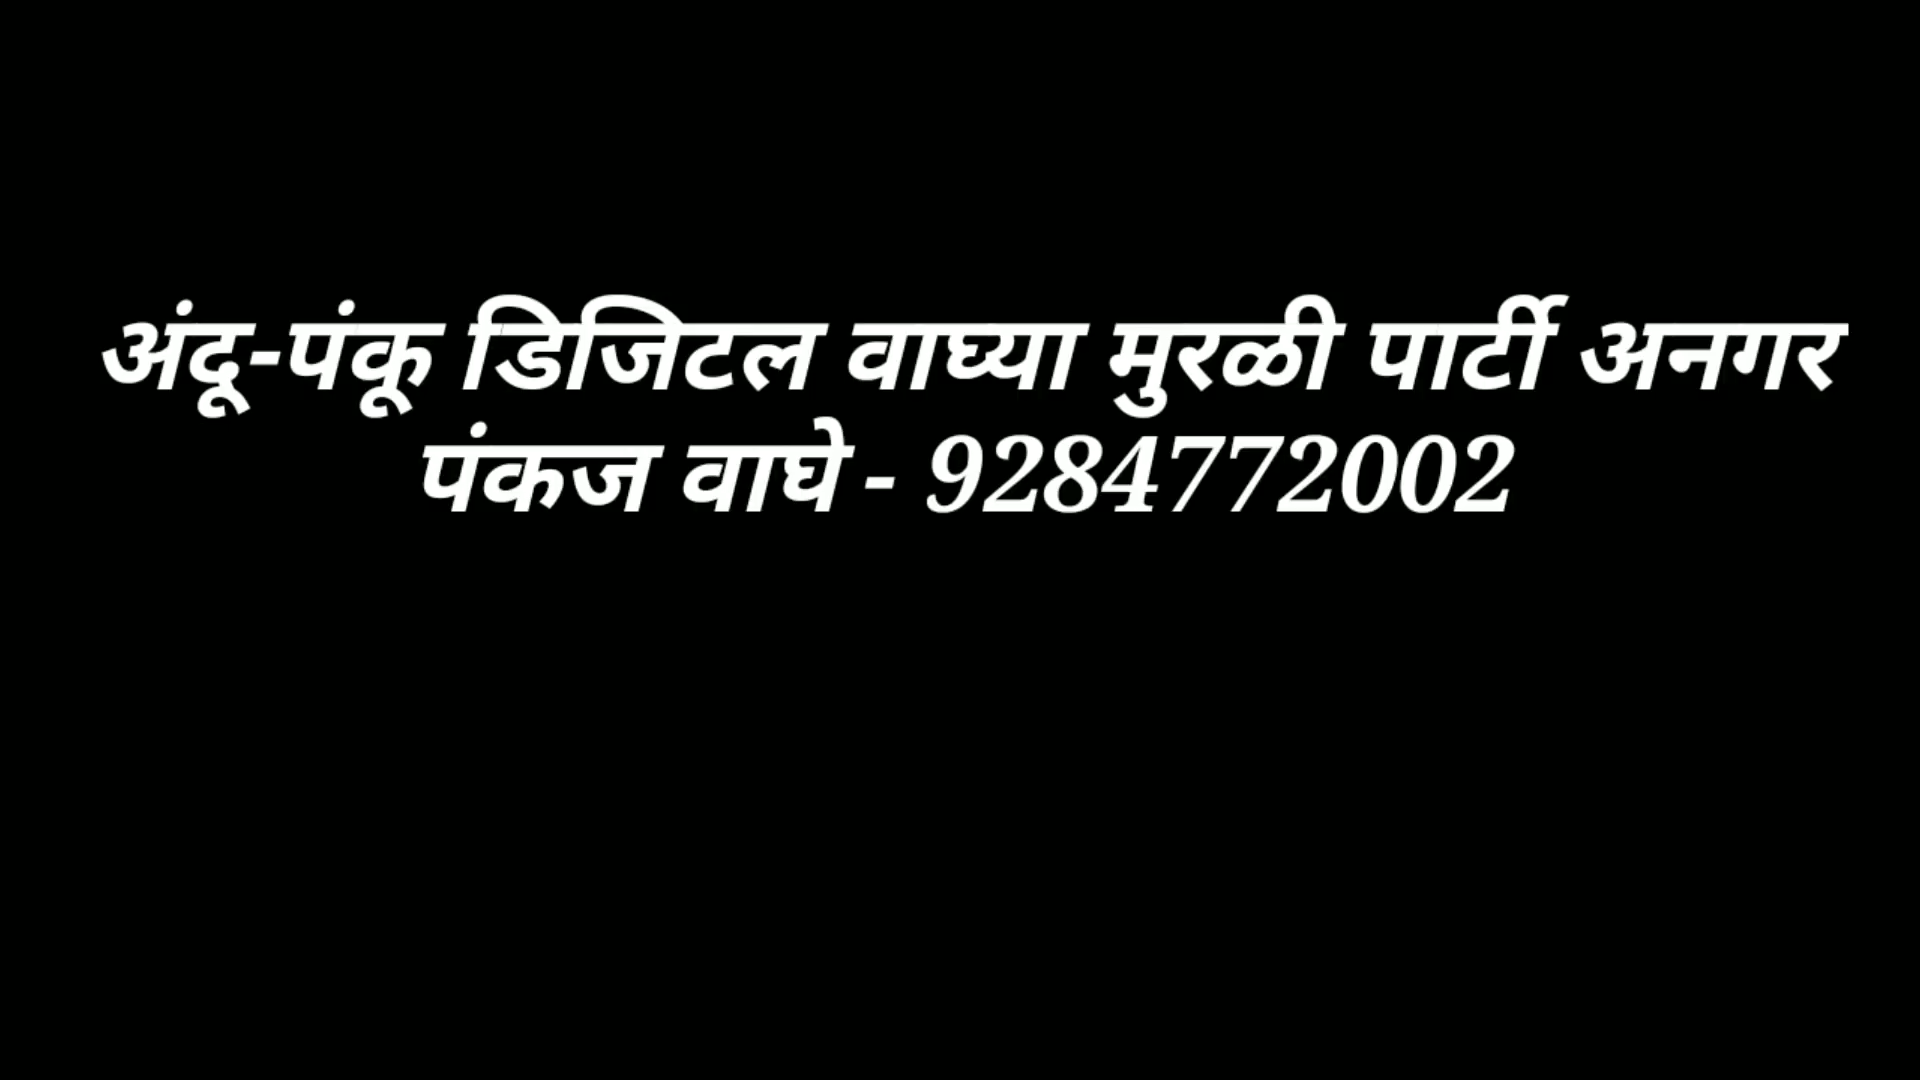 अंदू-पंकू डिजिटल वाघ्या मुरळी पार्टी अनगर
पंकज वाघे - 9284772002